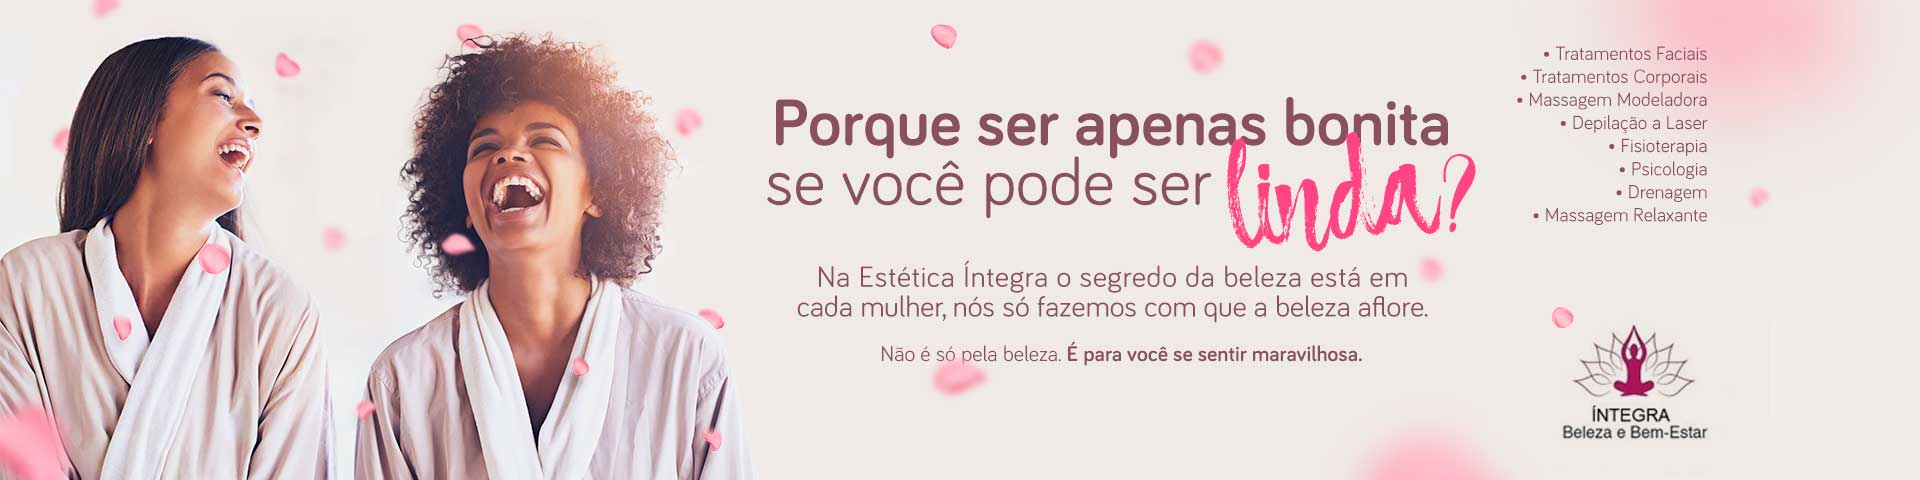 Porque ser apenas bonita
se você pode ser linda?
Na Estética Íntegra o segredo da beleza está em
cada mulher, nós só fazemos com que a beleza aflore.
Não é só pela beleza. É para você se sentir maravilhosa.
• Tratamentos Faciais
• Tratamentos Corporais
• Massagem Modeladora
• Depilação a Laser
• Fisioterapia
• Psicologia
• Drenagem
• Massagem Relaxante
ÍNTEGRA
Beleza e Bem-Estar